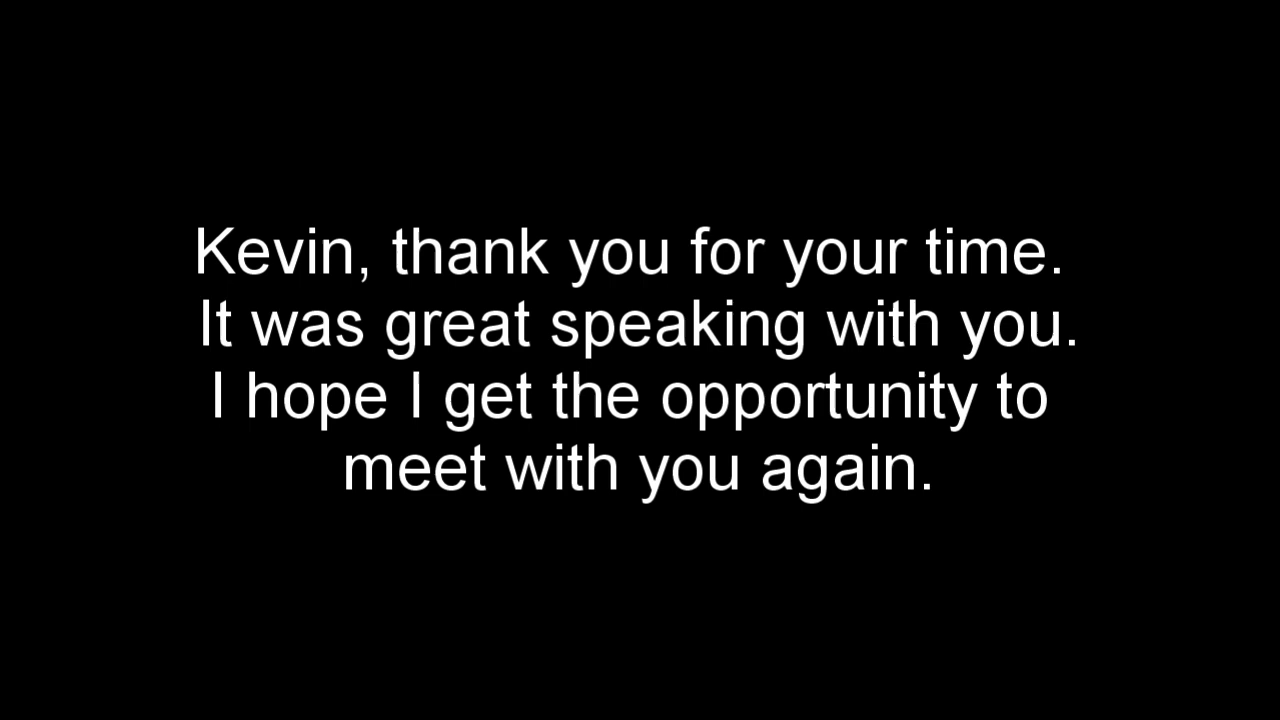 Kevin, thank you for your time.
It was great speaking with you.
I hope I get the opportunity to
meet with you again.